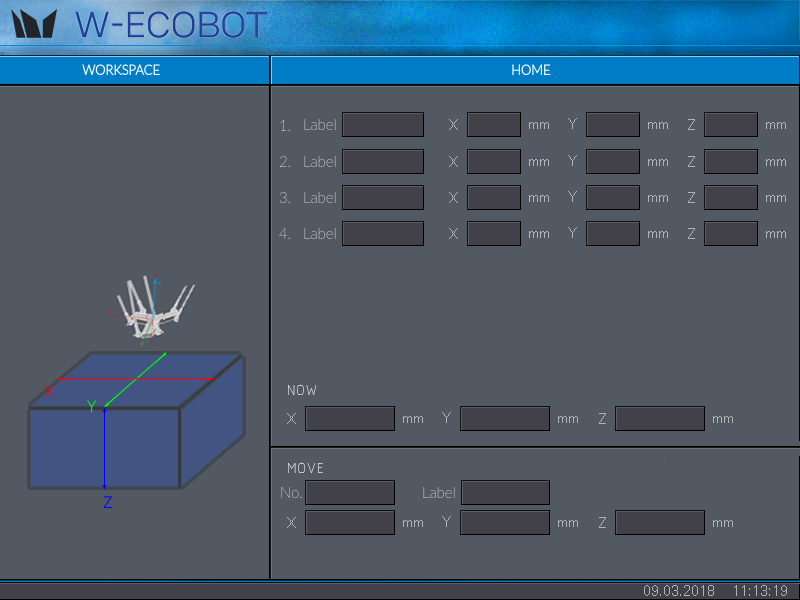 W-ECOBOT
WORKSPACE
HOME
1. Label X mm Y mm Z mm
2. Label X mm Y mm Z mm
3. Label X mm Y mm Z mm
4. Label X mm Y mm Z mm
X
Y
Z
NOW
X mm Y mm Z mm
MOVE
No. Label
X mm Y mm Z mm
09.03.2018 11:13:19